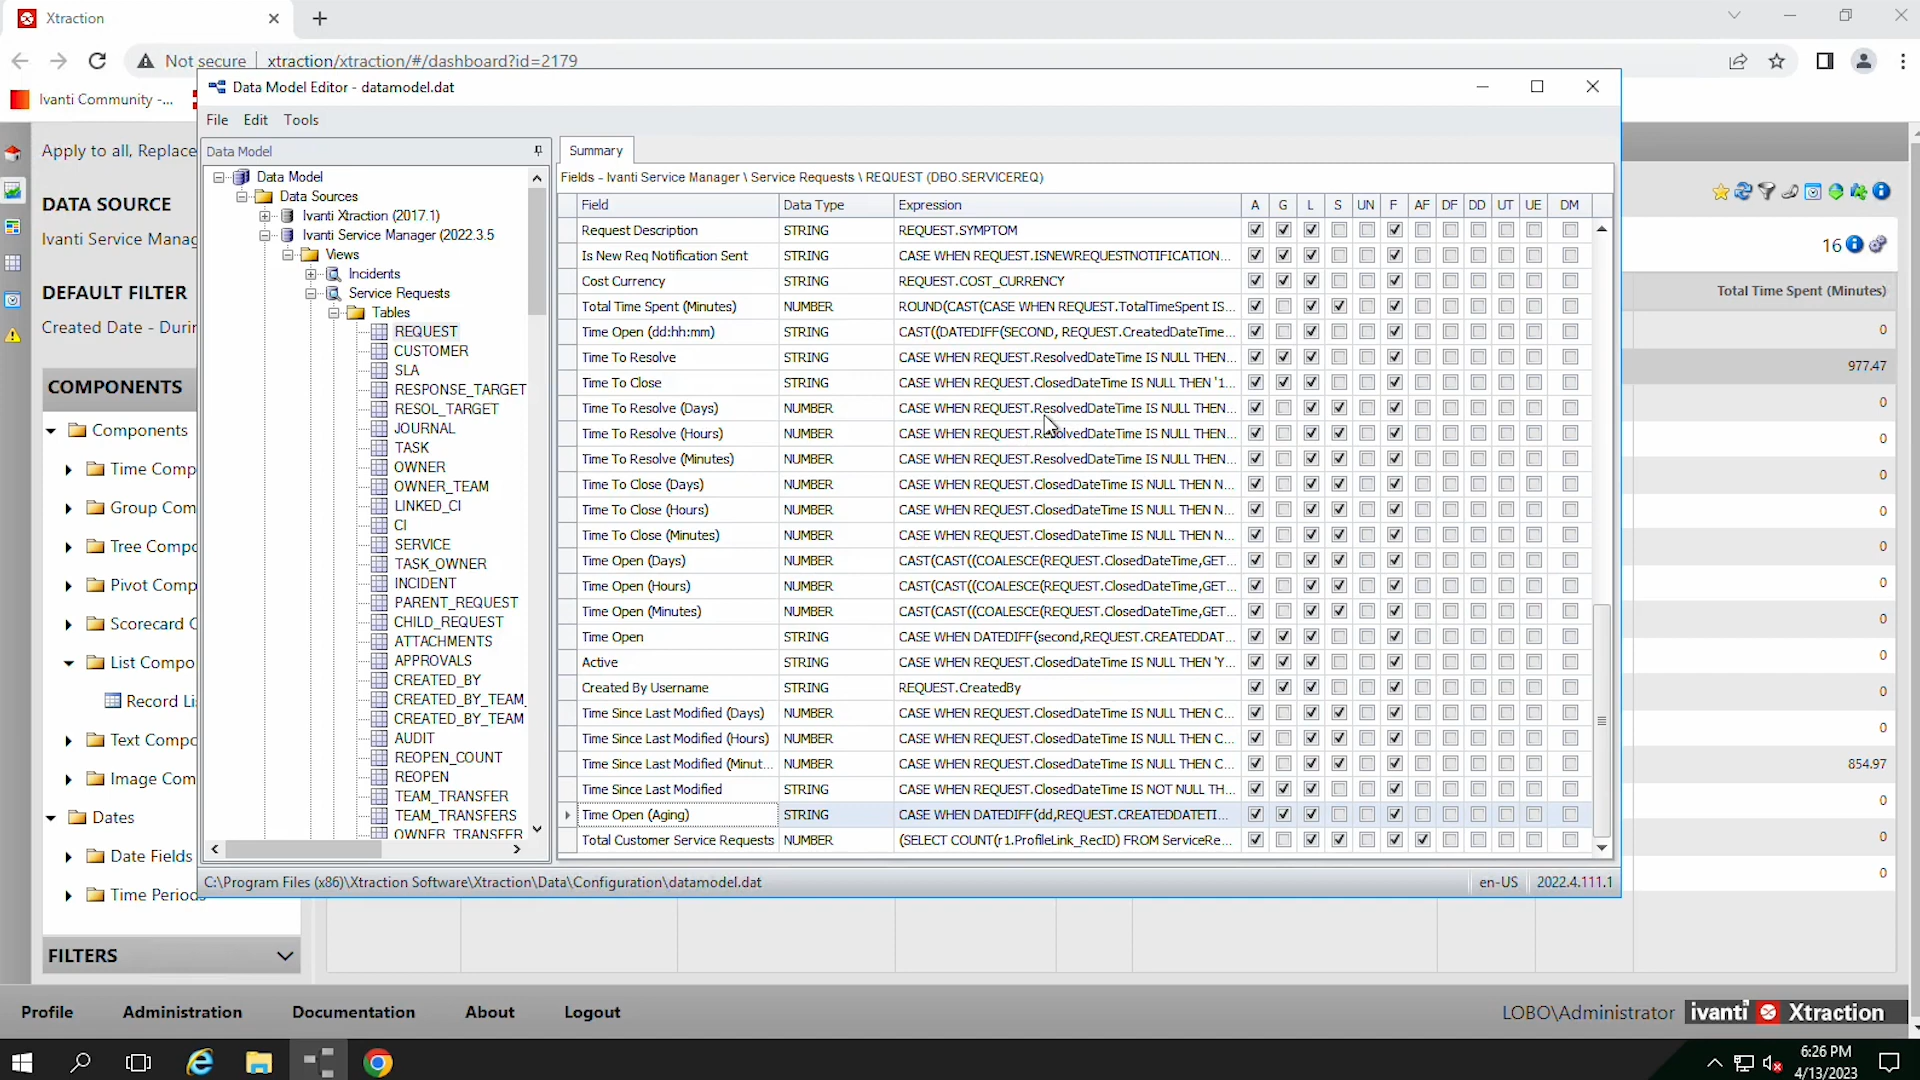 Xtraction
Not secure
xtraction/xtraction/#/dashboard?id=2179
Ivanti Community -...
Apply to all, Replace
DATA SOURCE
Ivanti Service Manag
DEFAULT FILTER
Created Date - Durin
COMPONENTS
Components
Time Comp
Group Com
Tree Compo
Pivot Comp
Scorecard C
List Compo
Record Li
Text Compo
Image Com
Dates
Date Fields
Time Periods
FILTERS
Data Model Editor - datamodel.dat
File Edit Tools
Data Model
Data Model
Data Sources
Ivanti Xtraction (2017.1)
Ivanti Service Manager (2022.3.5
Views
Incidents
Service Requests
Tables
REQUEST
CUSTOMER
SLA
RESPONSE_TARGET
RESOL_TARGET
JOURNAL
TASK
OWNER
OWNER_TEAM
LINKED_CI
CI
SERVICE
TASK_OWNER
INCIDENT
PARENT_REQUEST
CHILD_REQUEST
ATTACHMENTS
APPROVALS
CREATED_BY
CREATED_BY_TEAM_
CREATED_BY_TEAM
AUDIT
REOPEN_COUNT
REOPEN
TEAM_TRANSFER
TEAM_TRANSFERS
OWNER_TRANSFER
Summary
Fields - Ivanti Service Manager \ Service Requests \ REQUEST (DBO.SERVICEREQ)
Field Data Type Expression A G L S UN F AF DF DD UT UE DM
Request Description STRING REQUEST.SYMPTOM
Is New Req Notification Sent STRING CASE WHEN REQUEST.ISNEWREQUESTNOTIFICATION...
Cost Currency STRING REQUEST.COST_CURRENCY
Total Time Spent (Minutes) NUMBER ROUND(CAST(CASE WHEN REQUEST.TotalTimeSpent IS...
Time Open (dd:hh:mm) STRING CAST((DATEDIFF(SECOND, REQUEST.CreatedDateTime...
Time To Resolve STRING CASE WHEN REQUEST.ResolvedDateTime IS NULL THEN...
Time To Close STRING CASE WHEN REQUEST.ClosedDateTime IS NULL THEN '1...
Time To Resolve (Days) NUMBER CASE WHEN REQUEST.ResolvedDateTime IS NULL THEN...
Time To Resolve (Hours) NUMBER CASE WHEN REQUEST.ResolvedDateTime IS NULL THEN...
Time To Resolve (Minutes) NUMBER CASE WHEN REQUEST.ResolvedDateTime IS NULL THEN...
Time To Close (Days) NUMBER CASE WHEN REQUEST.ClosedDateTime IS NULL THEN N...
Time To Close (Hours) NUMBER CASE WHEN REQUEST.ClosedDateTime IS NULL THEN N...
Time To Close (Minutes) NUMBER CASE WHEN REQUEST.ClosedDateTime IS NULL THEN N...
Time Open (Days) NUMBER CAST(CAST((COALESCE(REQUEST.ClosedDateTime,GET...
Time Open (Hours) NUMBER CAST(CAST((COALESCE(REQUEST.ClosedDateTime,GET...
Time Open (Minutes) NUMBER CAST(CAST((COALESCE(REQUEST.ClosedDateTime,GET...
Time Open STRING CASE WHEN DATEDIFF(second,REQUEST.CREATEDDAT...
Active STRING CASE WHEN REQUEST.ClosedDateTime IS NULL THEN 'Y...
Created By Username STRING REQUEST.CreatedBy
Time Since Last Modified (Days) NUMBER CASE WHEN REQUEST.ClosedDateTime IS NULL THEN C...
Time Since Last Modified (Hours) NUMBER CASE WHEN REQUEST.ClosedDateTime IS NULL THEN C...
Time Since Last Modified (Minut... NUMBER CASE WHEN REQUEST.ClosedDateTime IS NULL THEN C...
Time Since Last Modified STRING CASE WHEN REQUEST.ClosedDateTime IS NOT NULL TH...
Time Open (Aging) STRING CASE WHEN DATEDIFF(dd,REQUEST.CREATEDDATETI...
Total Customer Service Requests NUMBER (SELECT COUNT(r1.ProfileLink_RecID) FROM ServiceRe...
C:\Program Files (x86)\Xtraction Software\Xtraction\Data\Configuration\datamodel.dat
en-US
2022.4.111.1
16
Total Time Spent (Minutes)
0
977.47
0
0
0
0
0
0
0
0
0
0
0
854.97
0
0
0
Profile Administration Documentation About Logout
LOBO\Administrator
ivanti Xtraction
6:26 PM
4/13/2023